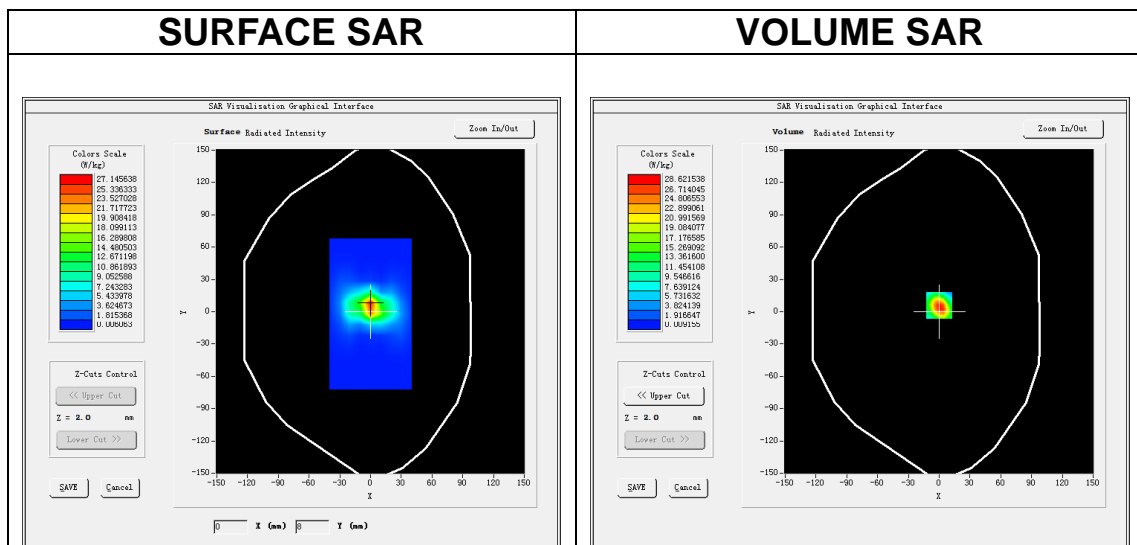 SURFACE SAR
VOLUME SAR
SAR Visualisation Graphical Interface
Surface Radiated Intensity
Zoom In/Out
Colors Scale
(W/kg)
27.145638
25.336333
23.527028
21.717723
19.908418
18.099113
16.289808
14.480503
12.671198
10.861893
9.052588
7.243283
5.433978
3.624673
1.815368
0.006063
150
120
90
60
30
0
-30
-60
-90
-120
-150
Y
-150 -120 -90 -60 -30 0 30 60 90 120 150
X
Z-Cuts Control
<< Upper Cut
Z = 2.0 mm
Lower Cut >>
SAVE
Cancel
0 X (mm) 8 Y (mm)
SAR Visualisation Graphical Interface
Volume Radiated Intensity
Zoom In/Out
Colors Scale
(W/kg)
28.621538
26.714045
24.806553
22.899061
20.991569
19.084077
17.176585
15.269092
13.361600
11.454108
9.546616
7.639124
5.731632
3.824139
1.916647
0.009155
150
120
90
60
30
0
-30
-60
-90
-120
-150
Y
-150 -120 -90 -60 -30 0 30 60 90 120 150
X
Z-Cuts Control
<< Upper Cut
Z = 2.0 mm
Lower Cut >>
SAVE
Cancel